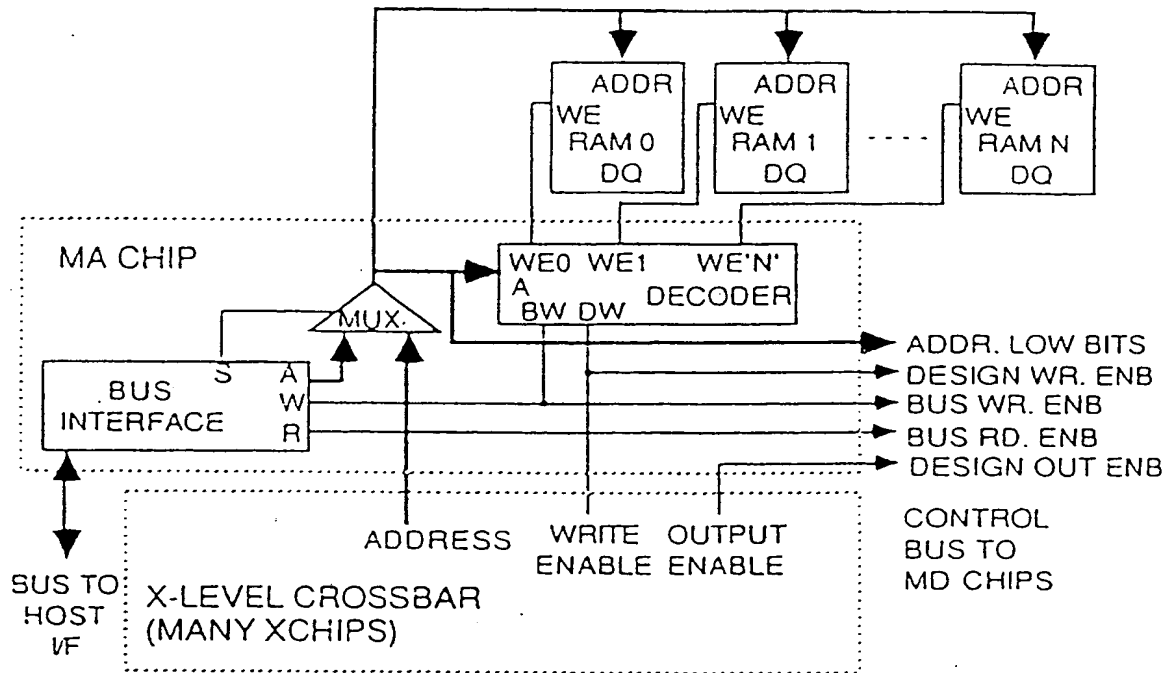 ADDR
WE
RAM 0
DQ
ADDR
WE
RAM 1
DQ
ADDR
WE
RAM N
DQ
MA CHIP
WE0 WE1 WE'N'
A
DECODER
BW DW
MUX
S
A
BUS
INTERFACE
W
R
ADDR. LOW BITS
DESIGN WR. ENB
BUS WR. ENB
BUS RD. ENB
DESIGN OUT ENB
ADDRESS
WRITE
ENABLE
OUTPUT
ENABLE
CONTROL
BUS TO
MD CHIPS
BUS TO
HOST
I/F
X-LEVEL CROSSBAR
(MANY XCHIPS)